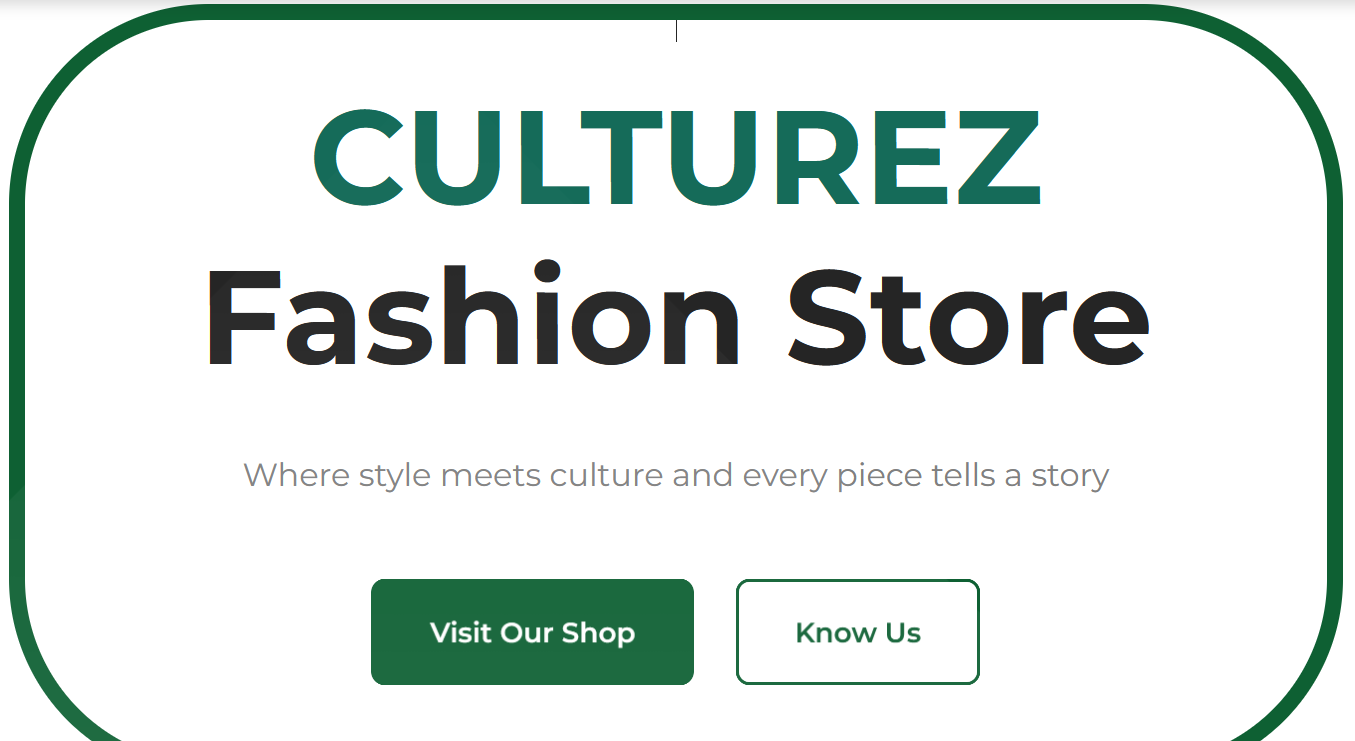 CULTUREZ
Fashion Store
Where style meets culture and every piece tells a story
Visit Our Shop
Know Us